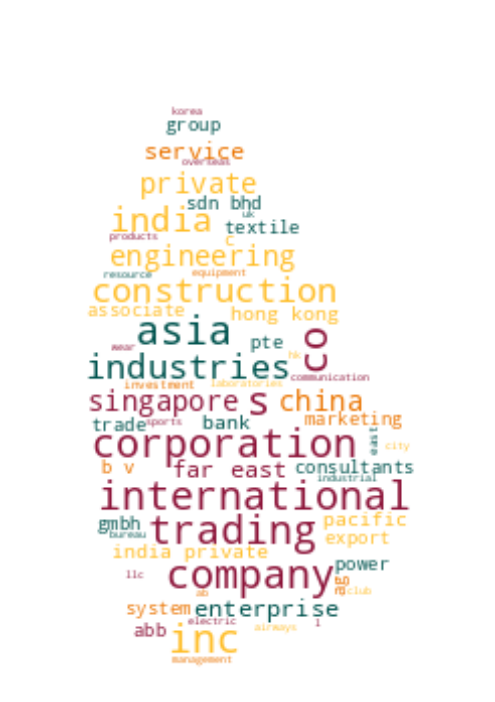 korea
group
service
overseas
private
sdn bhd
india
uk
textile
products
c
engineering
resource
equipment
construction
associate
hong kong
asia
pte
co
wear
hk
industries
communication
investment
laboratories
singapore
s
china
trade
sports
bank
marketing
corporation
east
city
b v
far east
consultants
industrial
international
gmbh
trading
pacific
bureau
export
india private
llc
company
power
ag
club
ab
system
enterprise
electric
abb
inc
airways
l
management